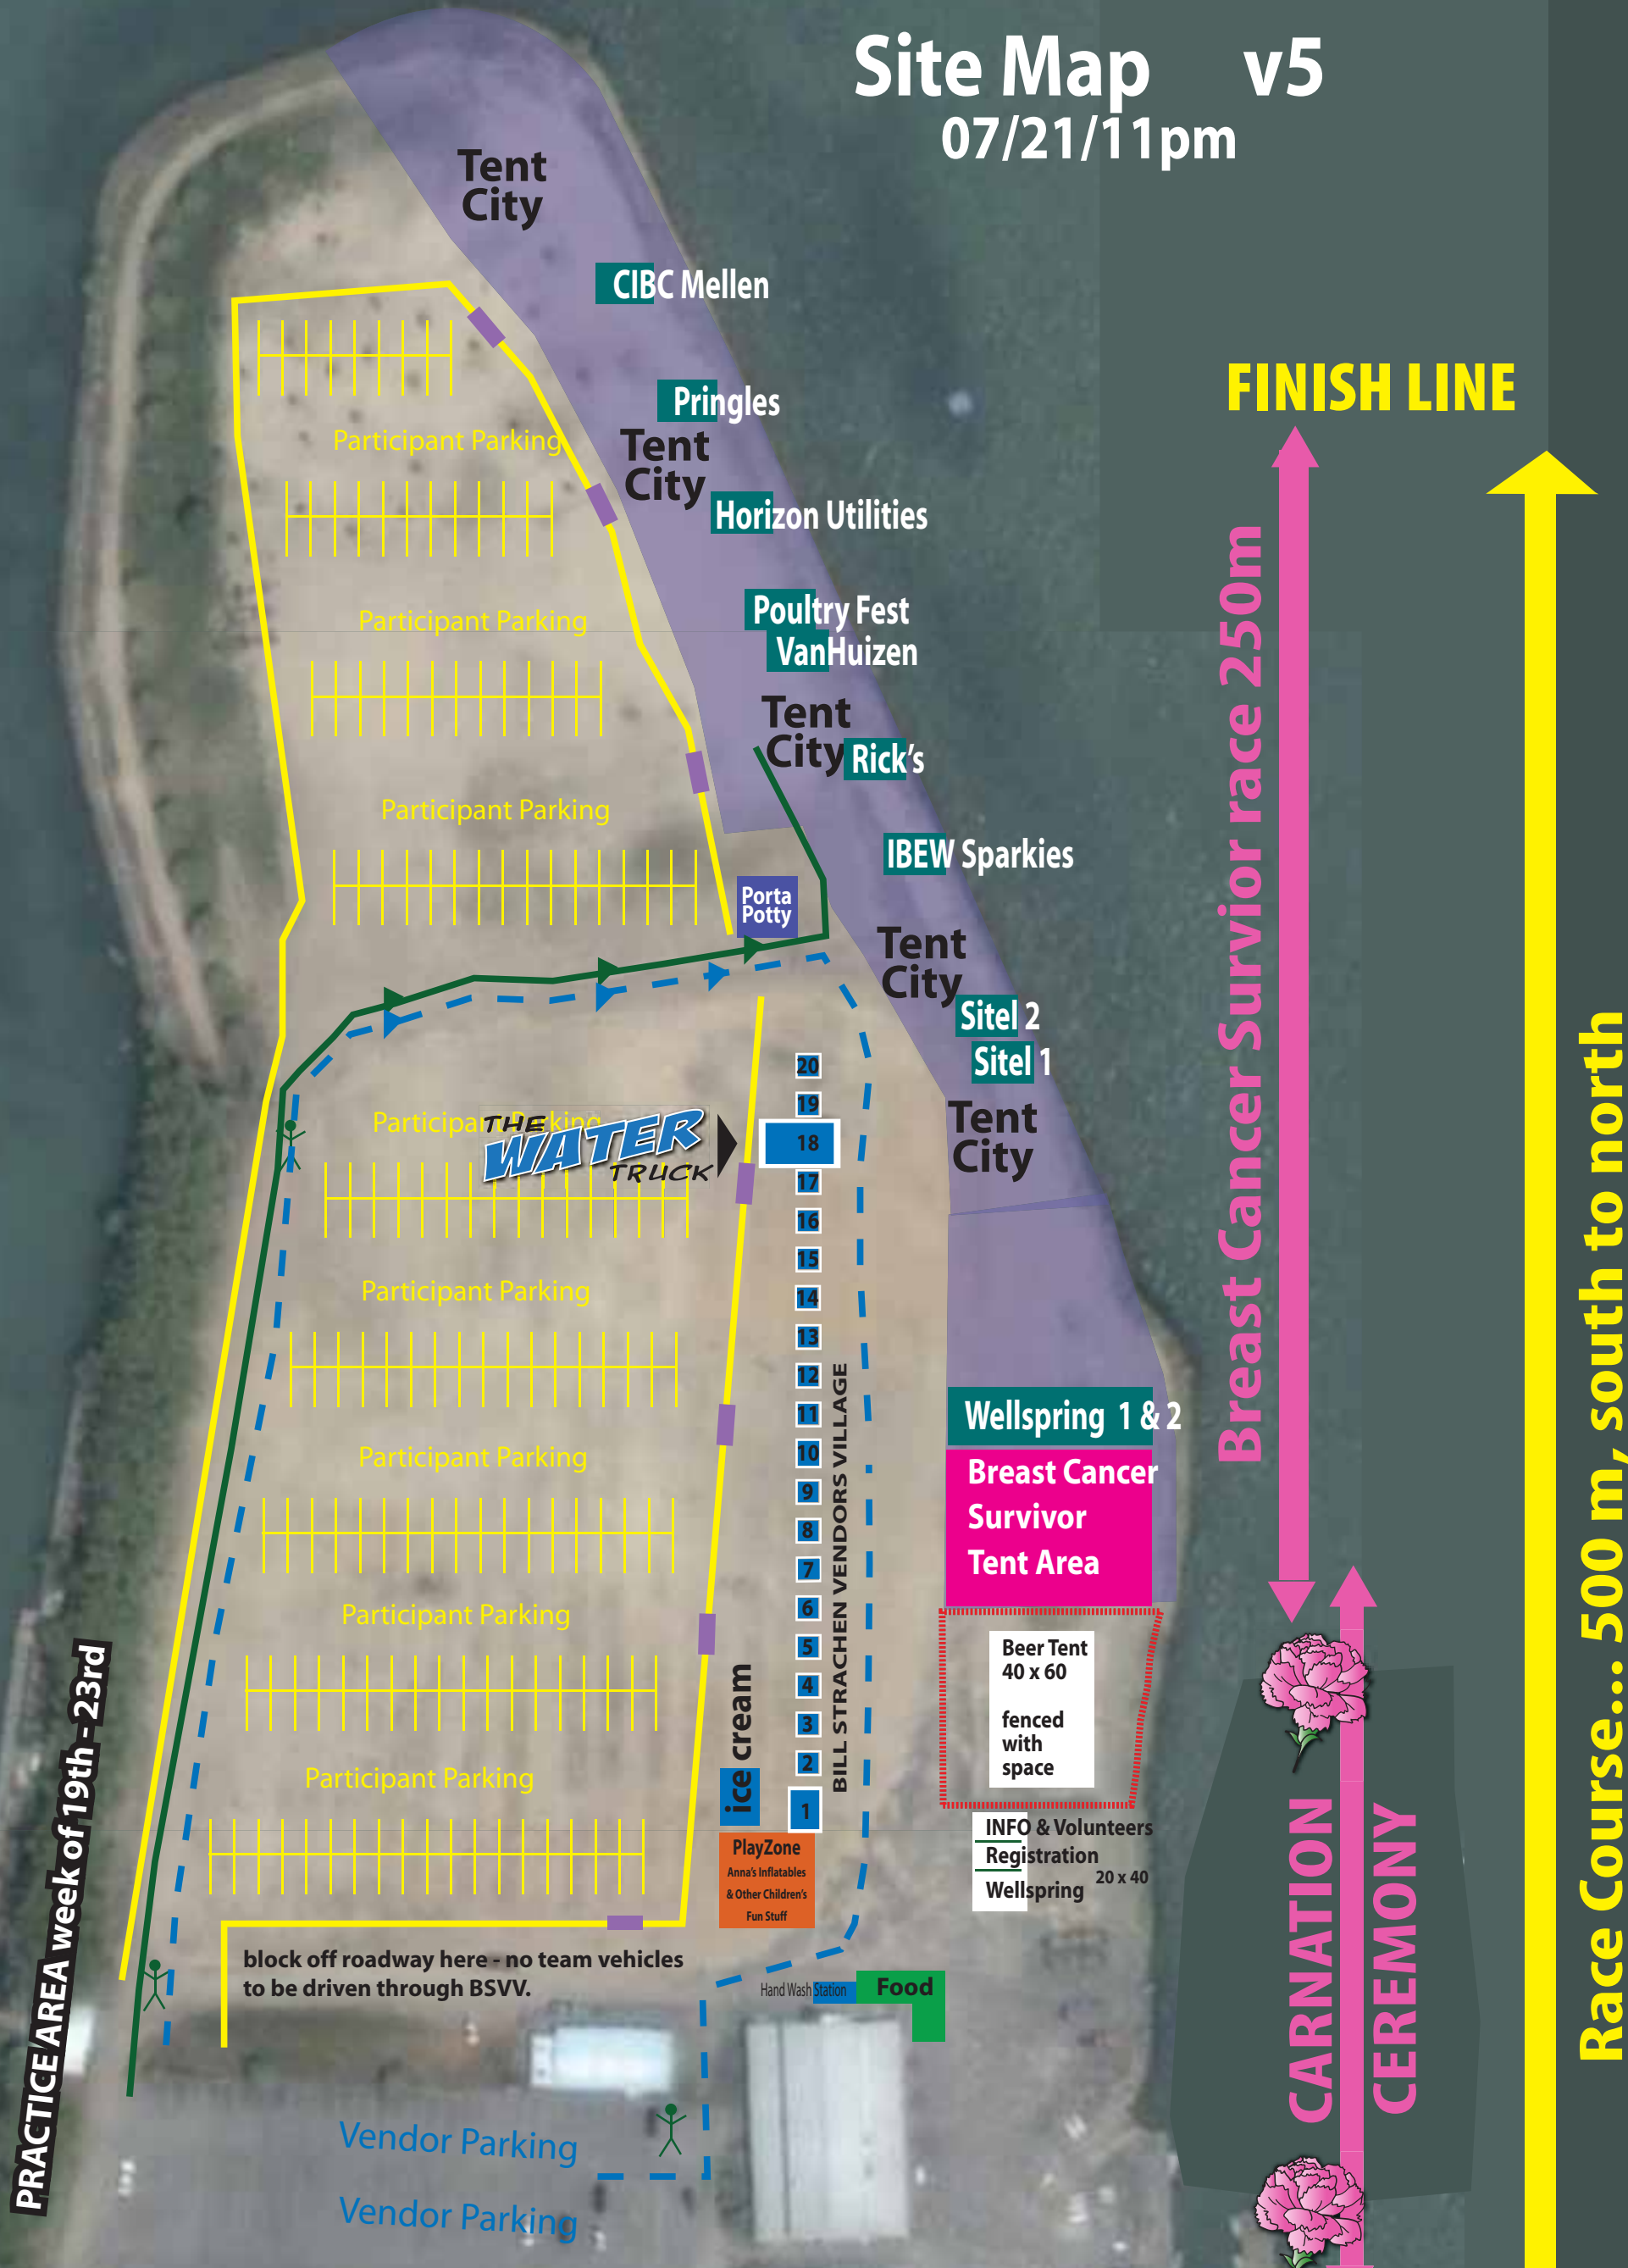 Site Map v5
07/21/11pm
Tent
City
CIBC Mellen
FINISH LINE
Pringles
Participant Parking
Tent
City
Horizon Utilities
Poultry Fest
Participant Parking
VanHuizen
Tent
City
Rick's
Participant Parking
IBEW Sparkies
Porta
Potty
Tent
City
Sitel 2
Sitel 1
20
19
Participant Parking
THE
WATER
TRUCK
18
Tent
City
17
16
15
Participant Parking
14
13
12
11
10
9
8
7
6
5
4
3
2
1
BILL STRACHEN VENDORS VILLAGE
Wellspring 1 & 2
Participant Parking
Breast Cancer
Survivor
Tent Area
Participant Parking
Beer Tent
40 x 60
fenced
with
space
ice cream
Participant Parking
INFO & Volunteers
Registration
20 x 40
Wellspring
PlayZone
Anna's Inflatables
& Other Children's
Fun Stuff
block off roadway here - no team vehicles
to be driven through BSVV.
Hand Wash Station
Food
Vendor Parking
Vendor Parking
PRACTICE AREA week of 19th - 23rd
Breast Cancer Survior race 250m
CARNATION
CEREMONY
Race Course... 500 m, south to north